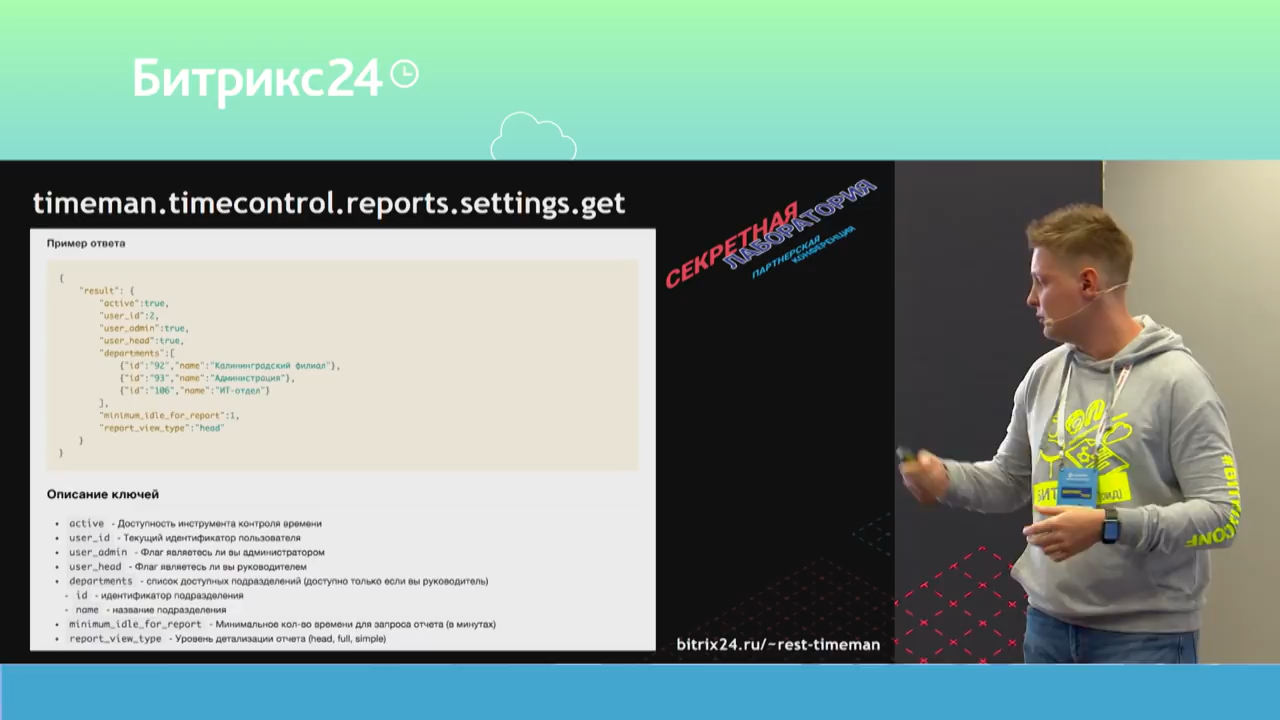 Битрикс24
timeman.timecontrol.reports.settings.get
СЕКРЕТНАЯ
ЛАБОРАТОРИЯ
ПАРТНЕРСКАЯ
КОНФЕРЕНЦИЯ
Пример ответа
{
"result": {
"active":true,
"user_id":2,
"user_admin":true,
"user_head":true,
"departments":[
{"id":"92","name":"Калининградский филиал"},
{"id":"93","name":"Администрация"},
{"id":"106","name":"ИТ-отдел"}
],
"minimum_idle_for_report":1,
"report_view_type":"head"
}
}
Описание ключей
• active - Доступность инструмента контроля времени
• user_id - Текущий идентификатор пользователя
• user_admin - Флаг являетесь ли вы администратором
• user_head - Флаг являетесь ли вы руководителем
• departments - список доступных подразделений (доступно только если вы руководитель)
- id - идентификатор подразделения
- name - название подразделения
• minimum_idle_for_report - Минимальное кол-во времени для запроса отчета (в минутах)
• report_view_type - Уровень детализации отчета (head, full, simple)
bitrix24.ru/~rest-timeman